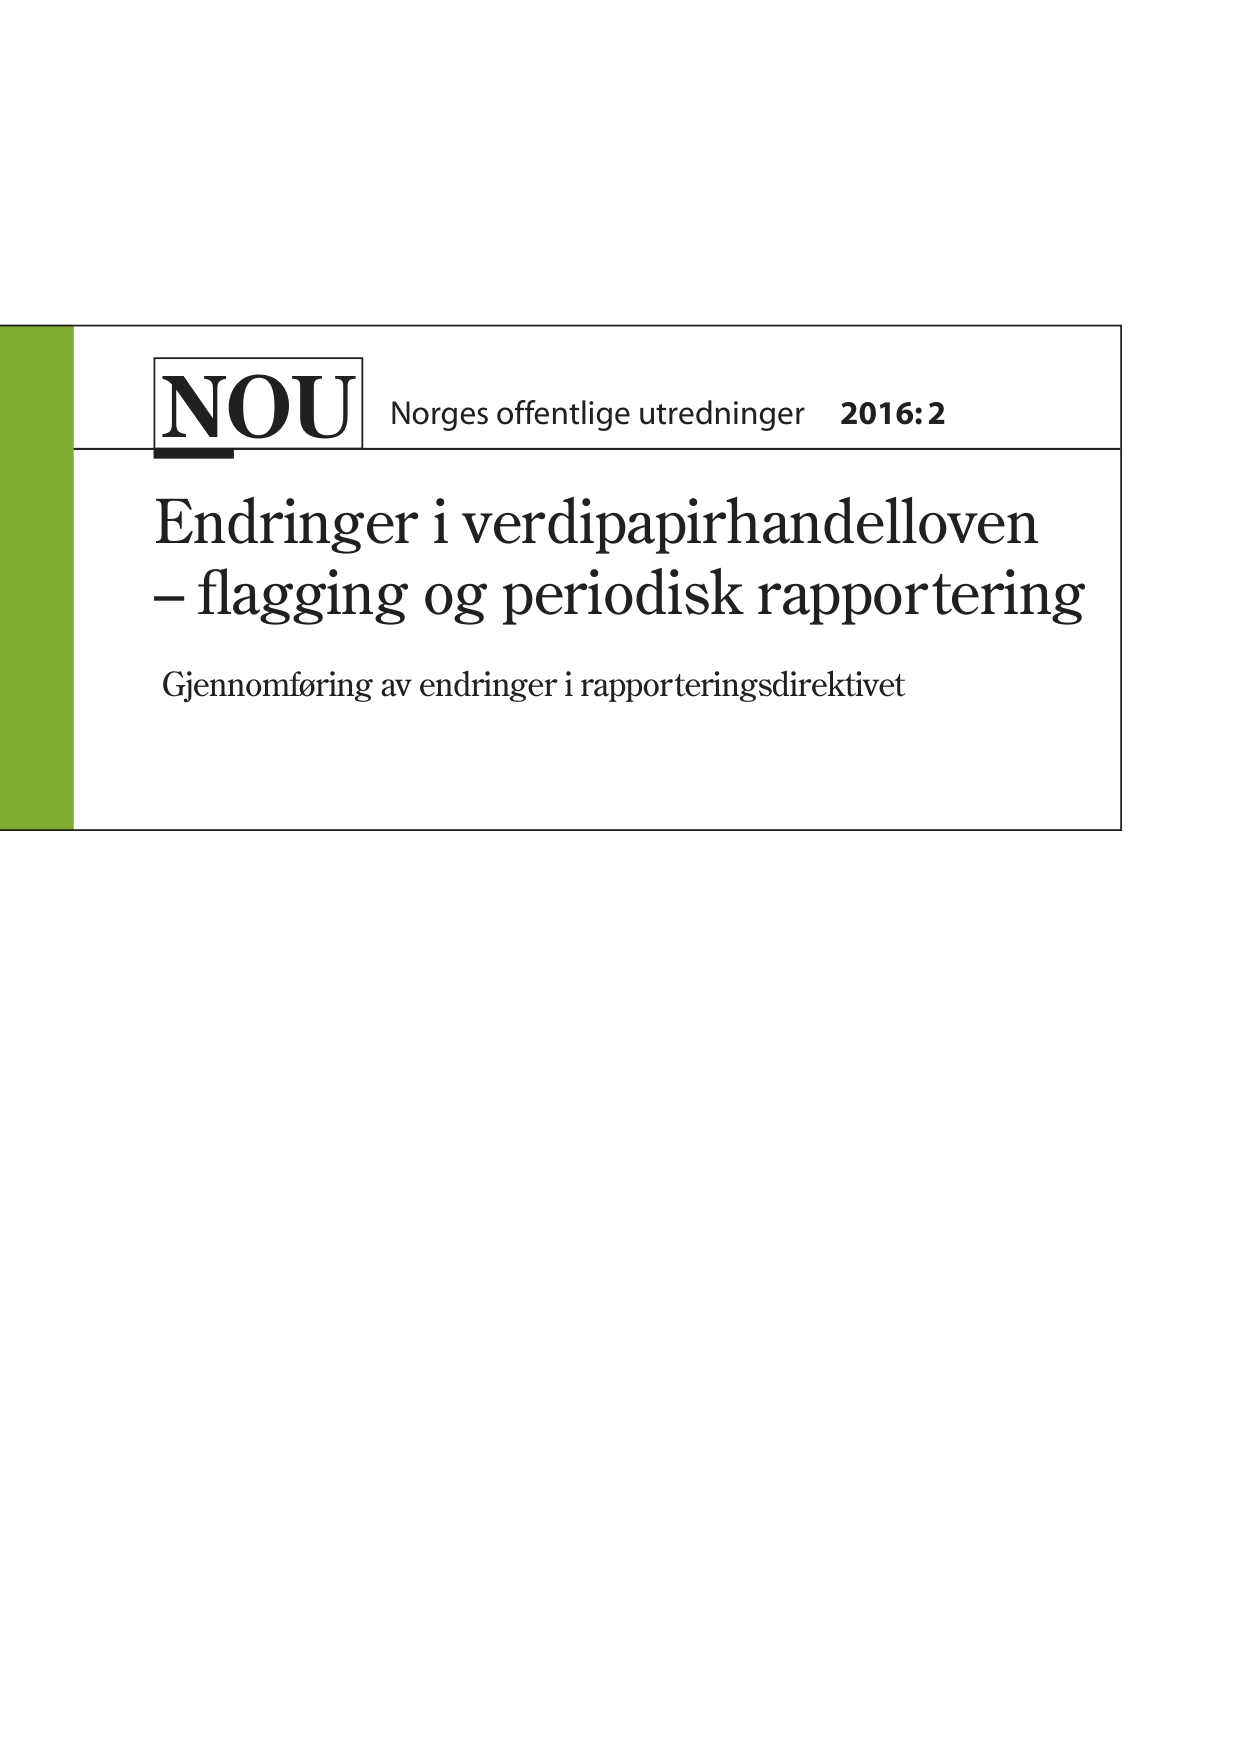 NOU Norges offentlige utredninger 2016: 2
Endringer i verdipapirhandelloven
– flagging og periodisk rapportering
Gjennomføring av endringer i rapporteringsdirektivet